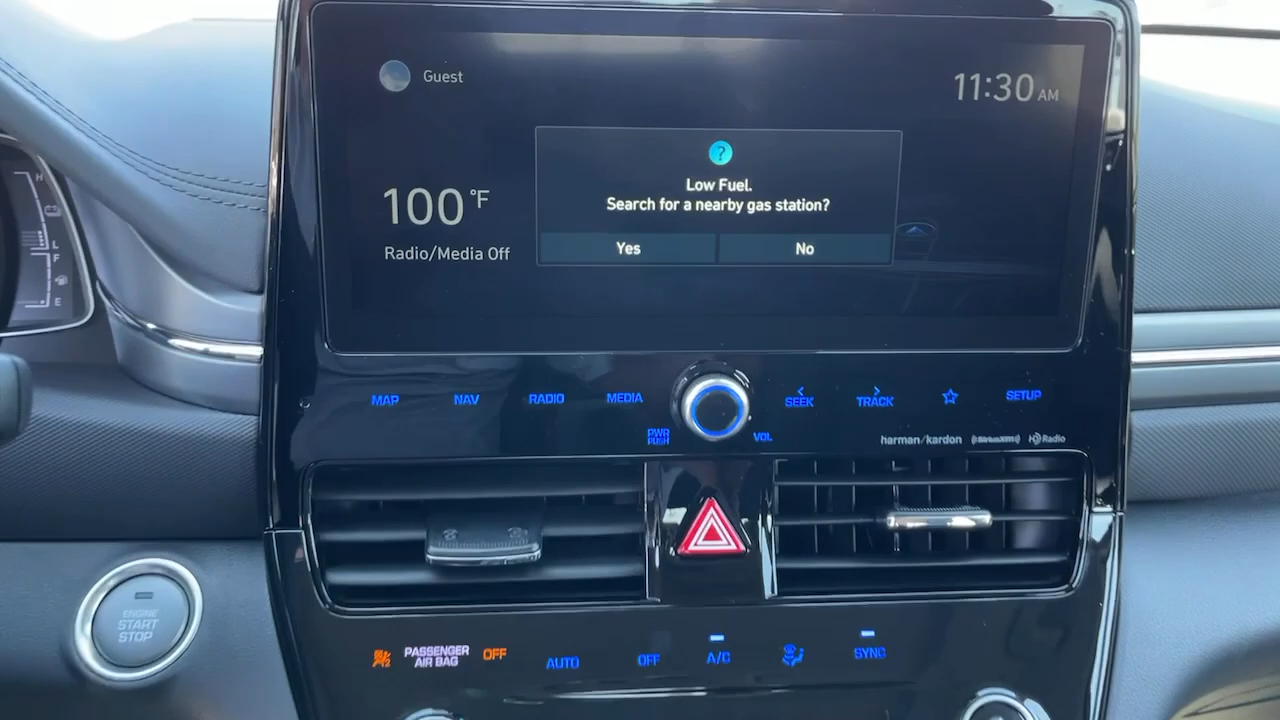 Guest
11:30 AM
100 °F
Radio/Media Off
?
Low Fuel.
Search for a nearby gas station?
Yes No
H
L
F
E
MAP NAV RADIO MEDIA SEEK TRACK SETUP
PWR
PUSH
VOL
harman/kardon ((SiriusXM)) HD Radio
ENGINE
START
STOP
PASSENGER
AIR BAG
OFF
AUTO OFF A/C SYNC